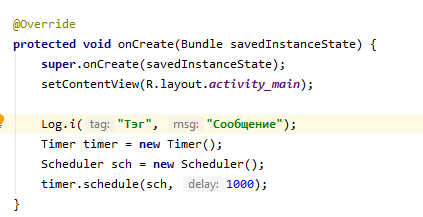 @Override
protected void onCreate(Bundle savedInstanceState) {
super.onCreate(savedInstanceState);
setContentView(R.layout.activity_main);
Log.i( tag: "Тэг", msg: "Сообщение");
Timer timer = new Timer();
Scheduler sch = new Scheduler();
timer.schedule(sch, delay: 1000);
}